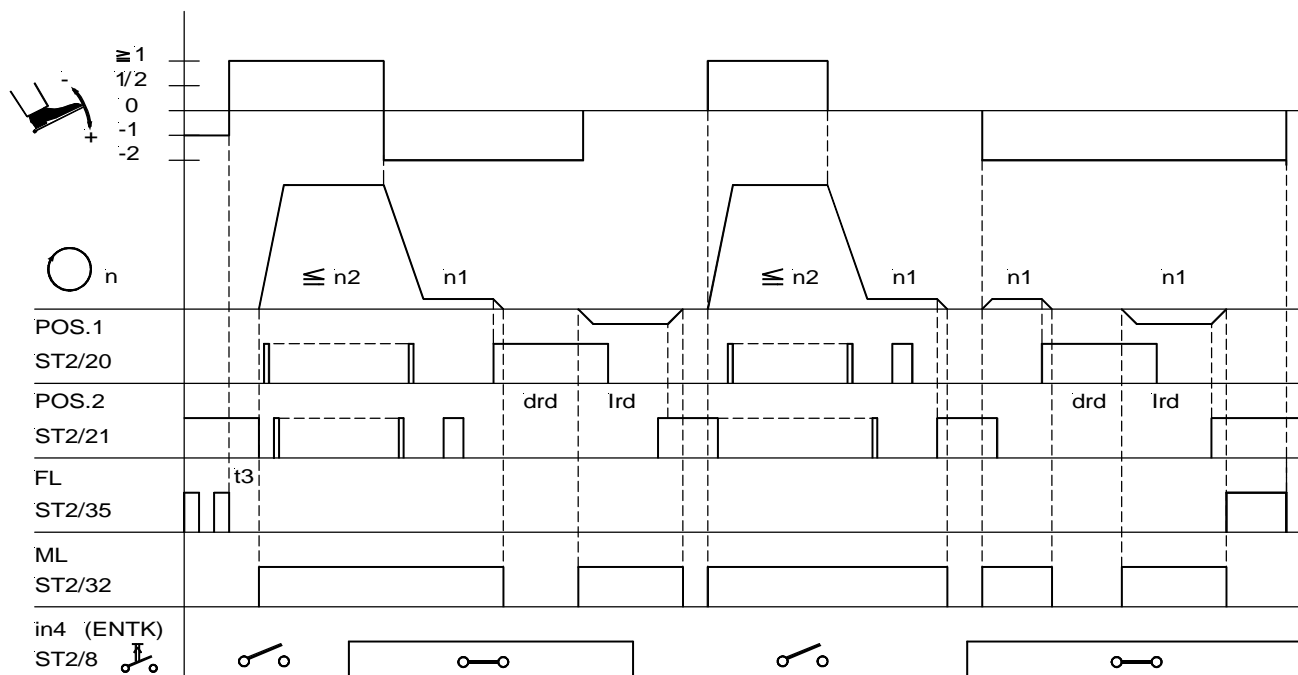 ≧ 1
1/2
0
-1
-2
-
+
n
≦ n2
n1
≦ n2
n1
n1
n1
POS.1
ST2/20
POS.2
ST2/21
drd
lrd
drd
lrd
FL
ST2/35
t3
ML
ST2/32
in4 (ENTK)
ST2/8